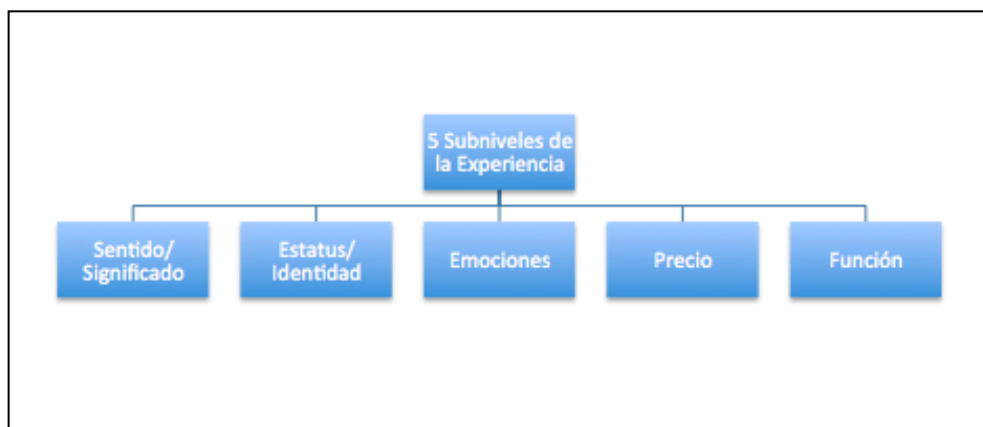 5 Subniveles de
la Experiencia
Sentido/
Significado
Estatus/
Identidad
Emociones
Precio
Función